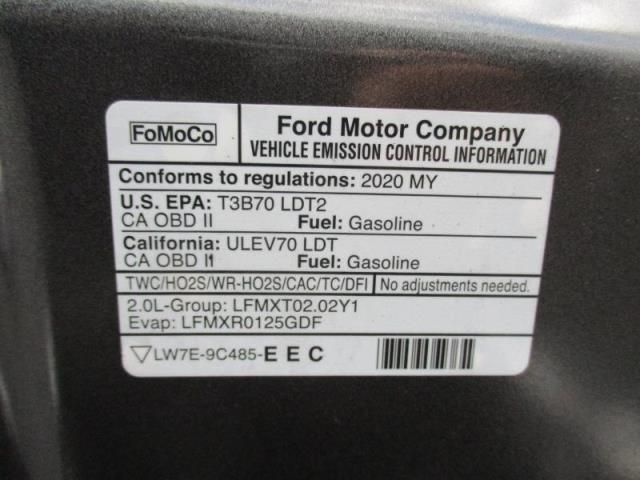 FoMoCo
Ford Motor Company
VEHICLE EMISSION CONTROL INFORMATION
Conforms to regulations: 2020 MY
U.S. EPA: T3B70 LDT2
CA OBD II Fuel: Gasoline
California: ULEV70 LDT
CA OBD II Fuel: Gasoline
TWC/HO2S/WR-HO2S/CAC/TC/DFI No adjustments needed.
2.0L-Group: LFMXT02.02Y1
Evap: LFMXR0125GDF
LW7E-9C485-E E C